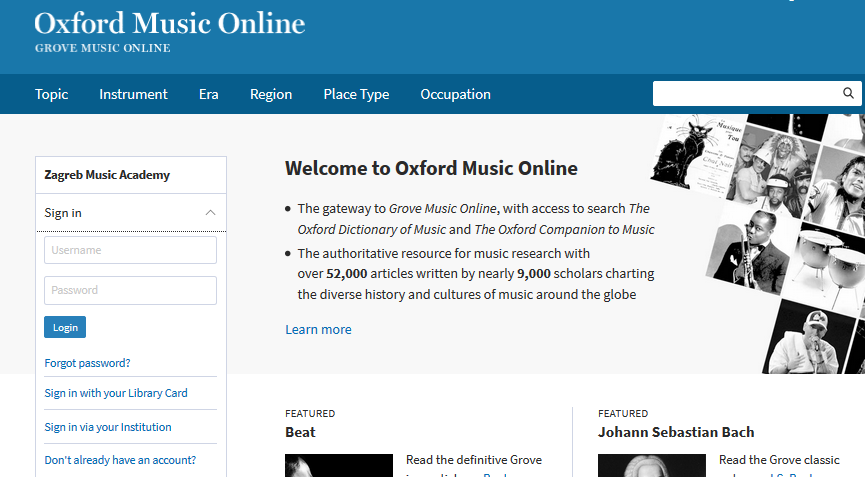 Oxford Music Online
GROVE MUSIC ONLINE
Topic
Instrument
Era
Region
Place Type
Occupation
Zagreb Music Academy
Sign in
Username
Password
Login
Forgot password?
Sign in with your Library Card
Sign in via your Institution
Don't already have an account?
Welcome to Oxford Music Online
• The gateway to Grove Music Online, with access to search The
Oxford Dictionary of Music and The Oxford Companion to Music
• The authoritative resource for music research with
over 52,000 articles written by nearly 9,000 scholars charting
the diverse history and cultures of music around the globe
Learn more
Musique
Tou
Chat Noir
FEATURED
Beat
Read the definitive Grove
FEATURED
Johann Sebastian Bach
Read the Grove classic